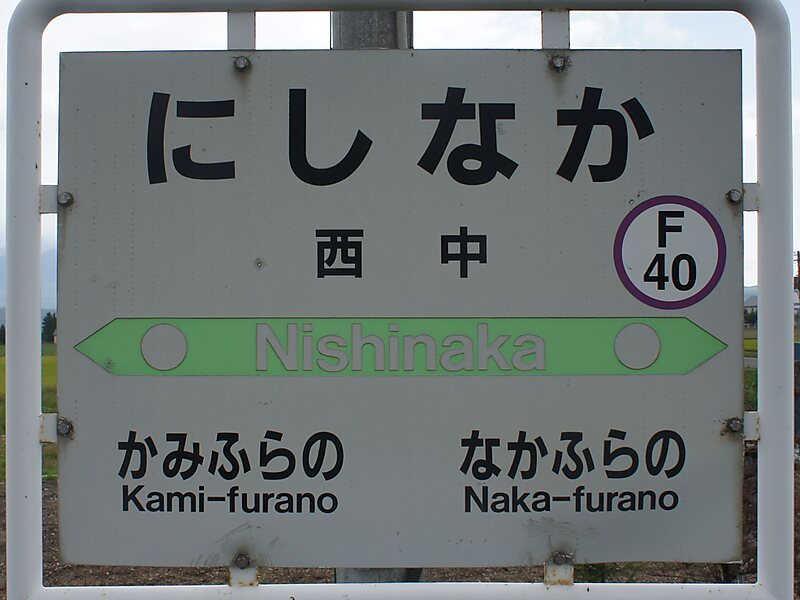 にしなか
西中
F
40
Nishinaka
かみふらの
Kami-furano
なかふらの
Naka-furano